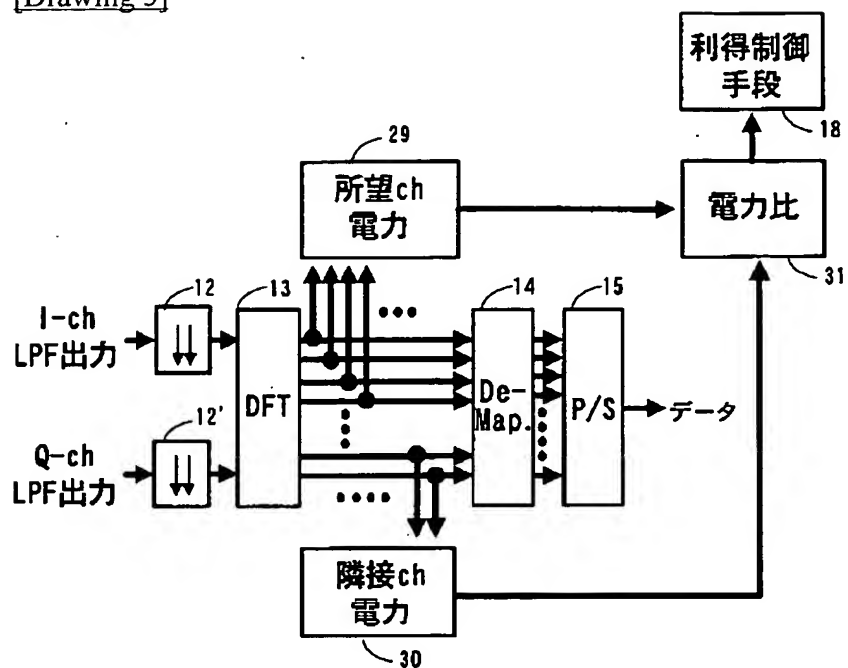 [Drawing
利得制御
手段
18
29
所望ch
電力
電力比
31
12
13
14
15
I-ch
LPF出力
DFT
De-
Map.
P/S
データ
12'
Q-ch
LPF出力
隣接ch
電力
30